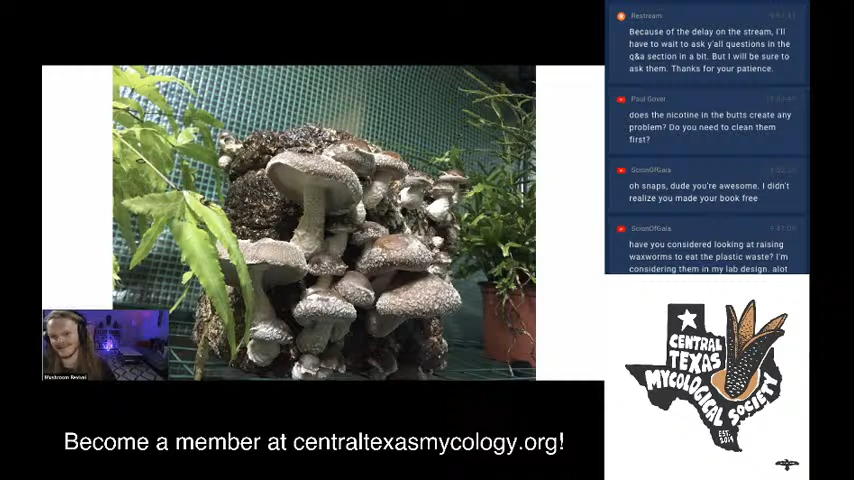 Restream
Because of the delay on the stream, I'll
have to wait to ask y'all questions in the
q&a section in a bit. But I will be sure to
ask them. Thanks for your patience.
Paul Gover
does the nicotine in the butts create any
problem? Do you need to clean them
first?
ScionOfGaia
oh snaps, dude you're awesome. I didn't
realize you made your book free
ScionOfGaia
have you considered looking at raising
waxworms to eat the plastic waste? I'm
considering them in my lab design. alot
Mushroom Revival
CENTRAL
TEXAS
MYCOLOGICAL
SOCIETY
EST.
2019
Become a member at centraltexasmycology.org!